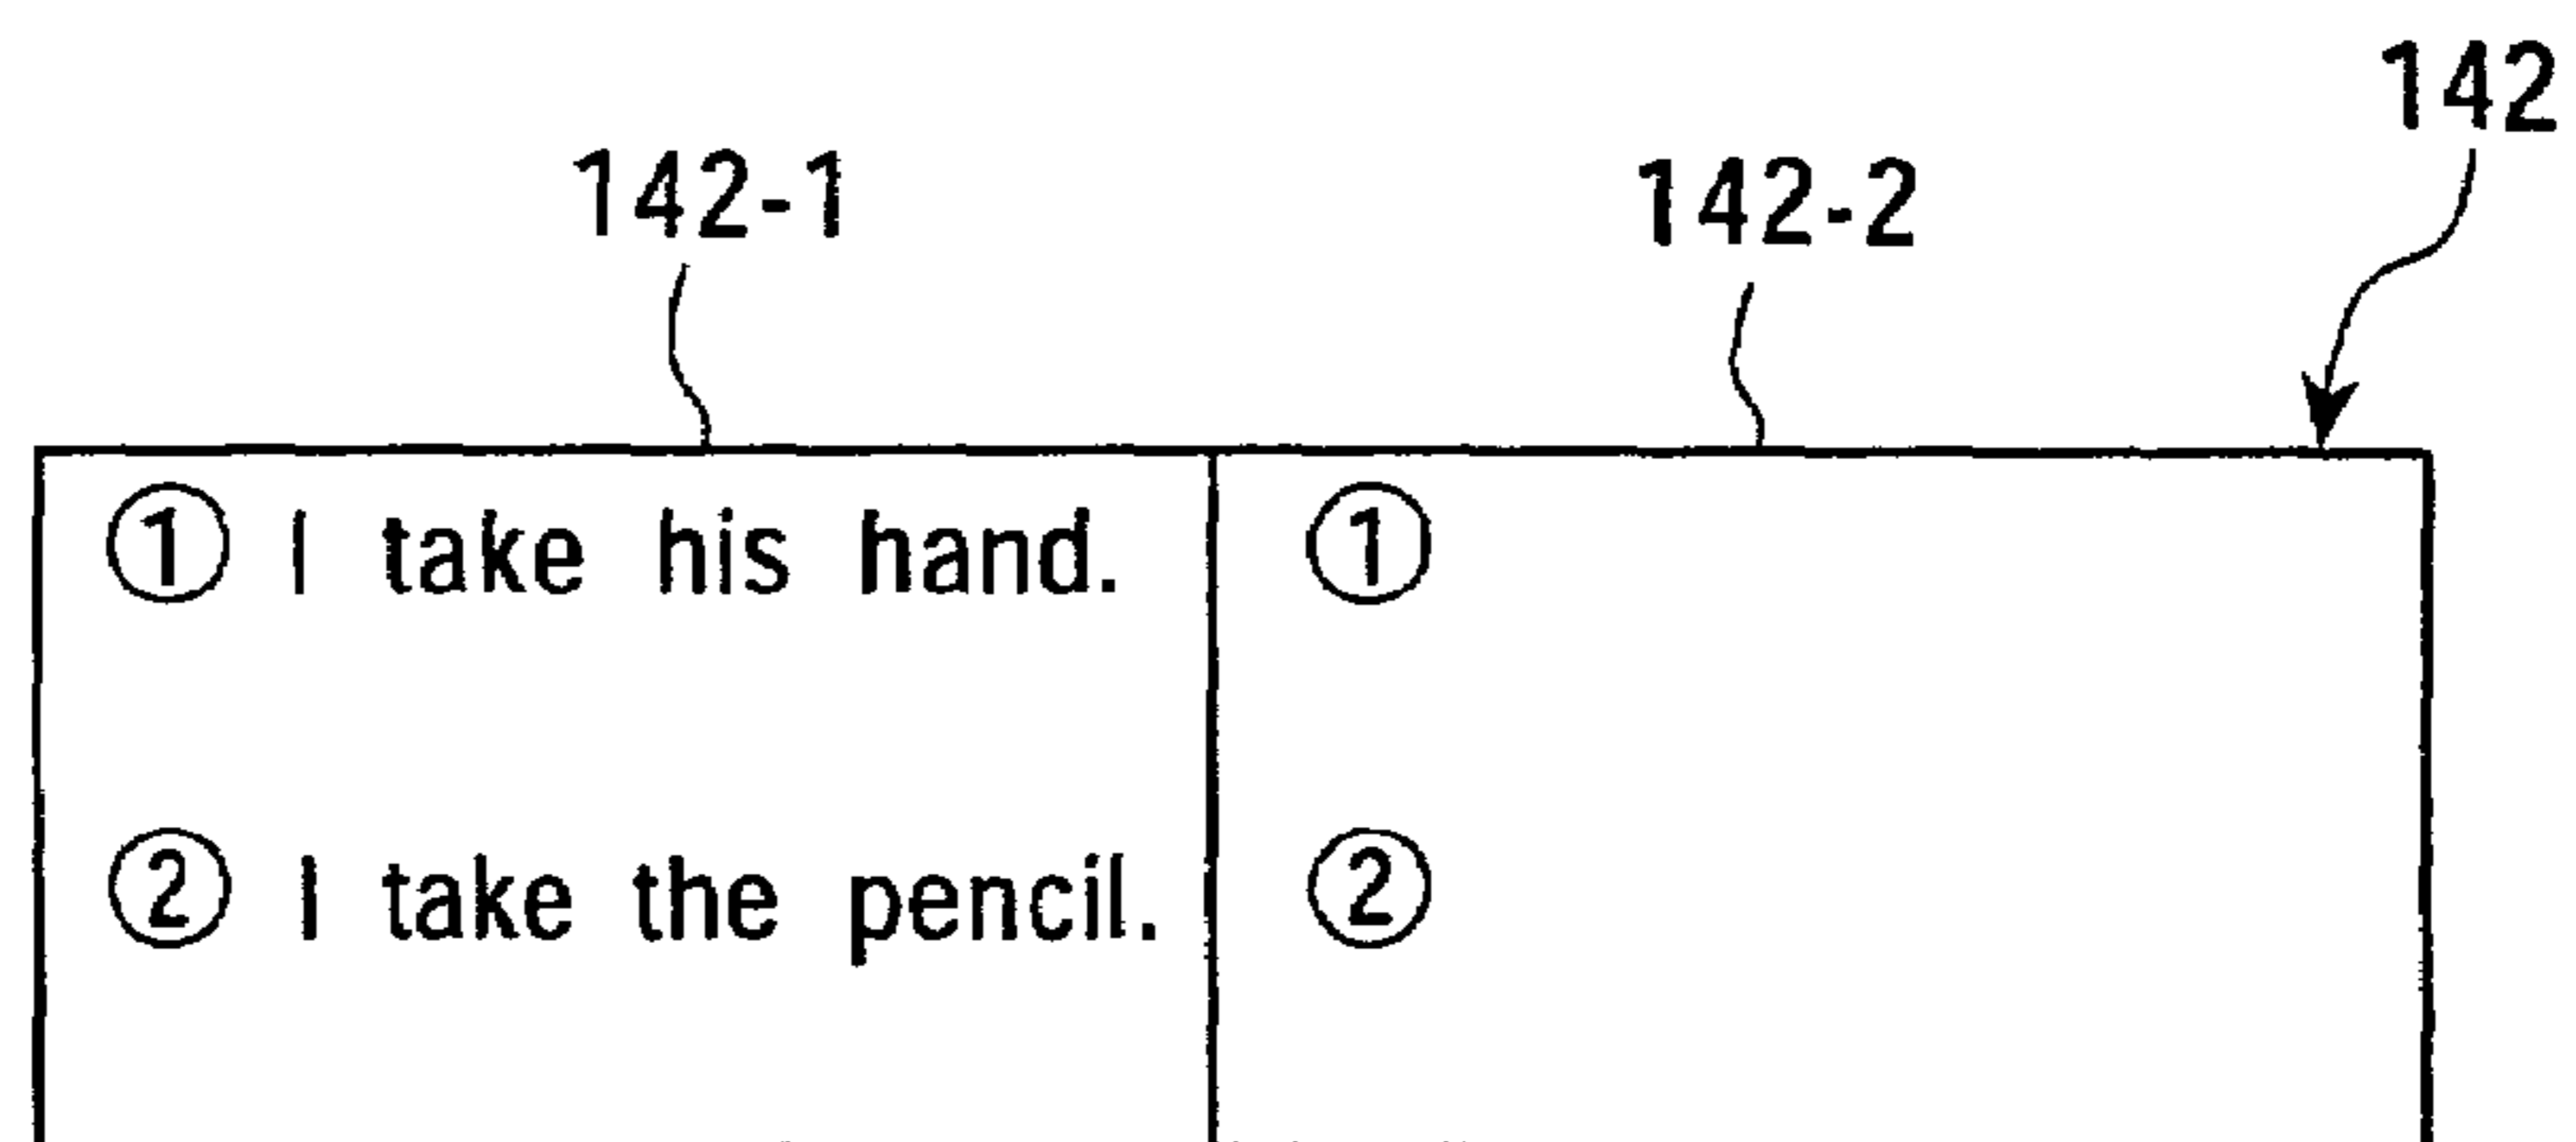 142
142-1 142-2
① I take his hand. ①
② I take the pencil. ②